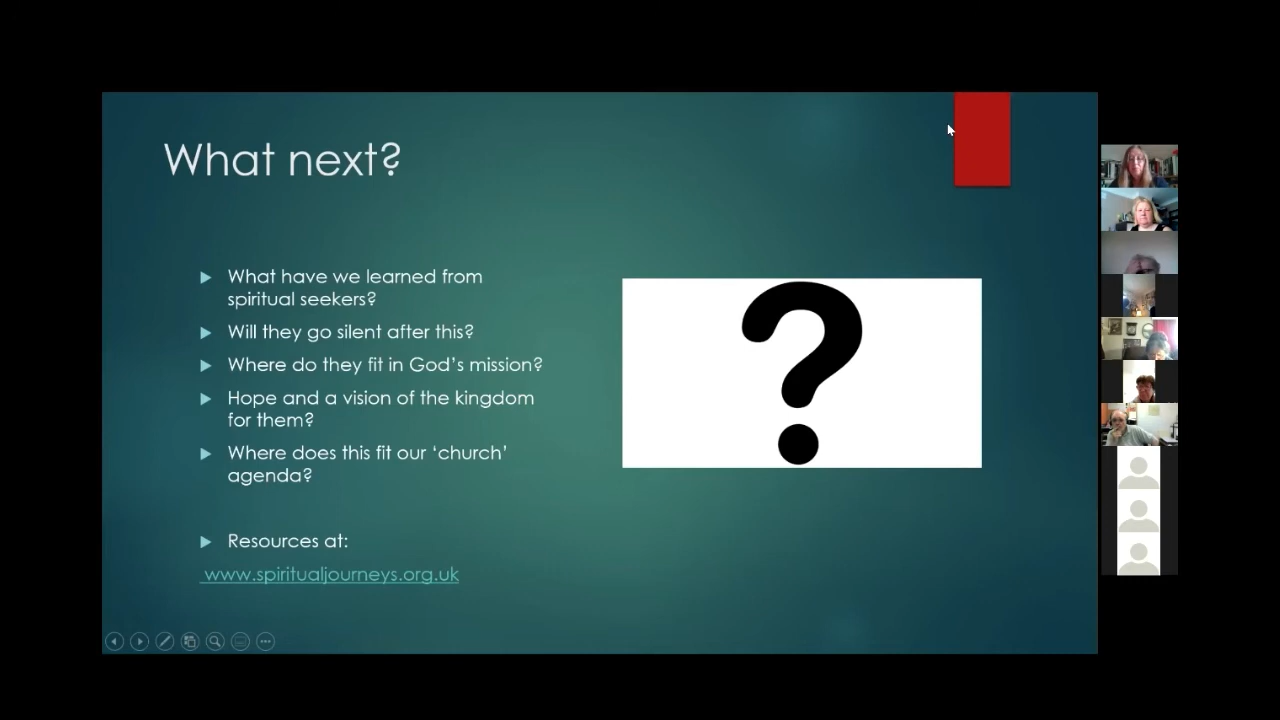 What next?
What have we learned from
spiritual seekers?
Will they go silent after this?
Where do they fit in God’s mission?
Hope and a vision of the kingdom
for them?
Where does this fit our ‘church’
agenda?
Resources at:
www.spiritualjourneys.org.uk
?